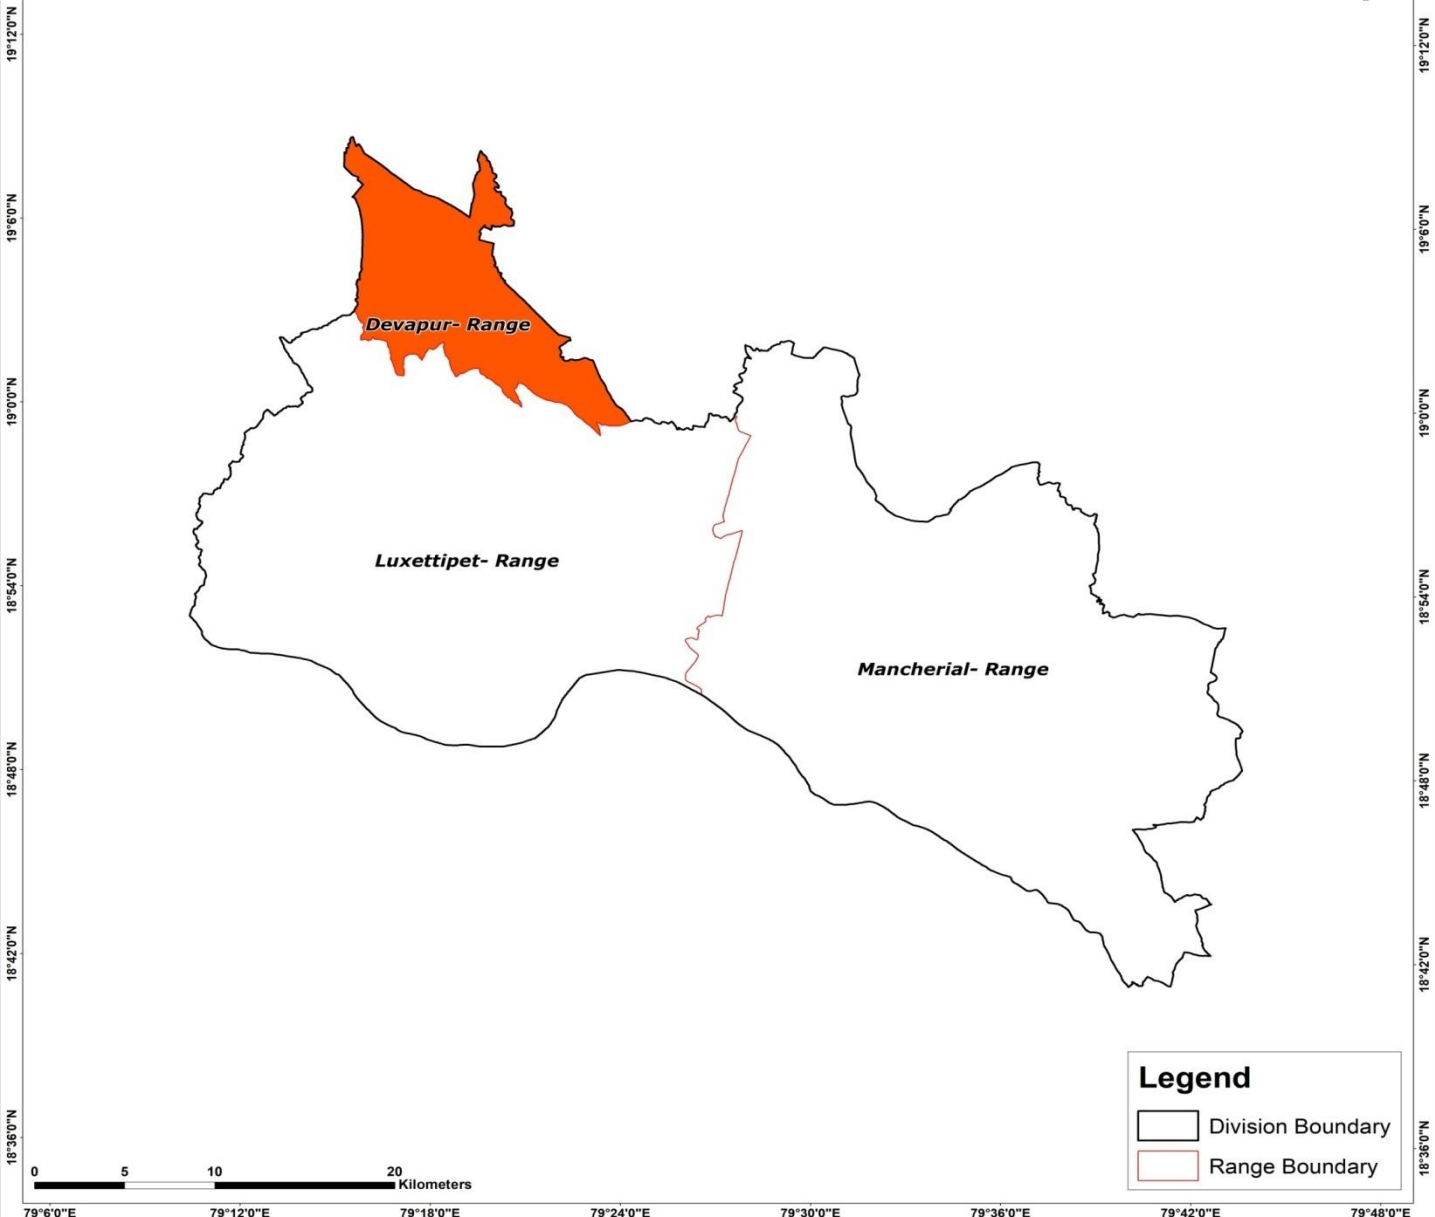 19°12'0"N
19°12'0"N
19°6'0"N
19°6'0"N
Devapur- Range
19°0'0"N
19°0'0"N
Luxettipet- Range
18°54'0"N
18°54'0"N
Mancherial- Range
18°48'0"N
18°48'0"N
18°42'0"N
18°42'0"N
Legend
Division Boundary
Range Boundary
18°36'0"N
18°36'0"N
0 5 10 20
Kilometers
79°6'0"E 79°12'0"E 79°18'0"E 79°24'0"E 79°30'0"E 79°36'0"E 79°42'0"E 79°48'0"E